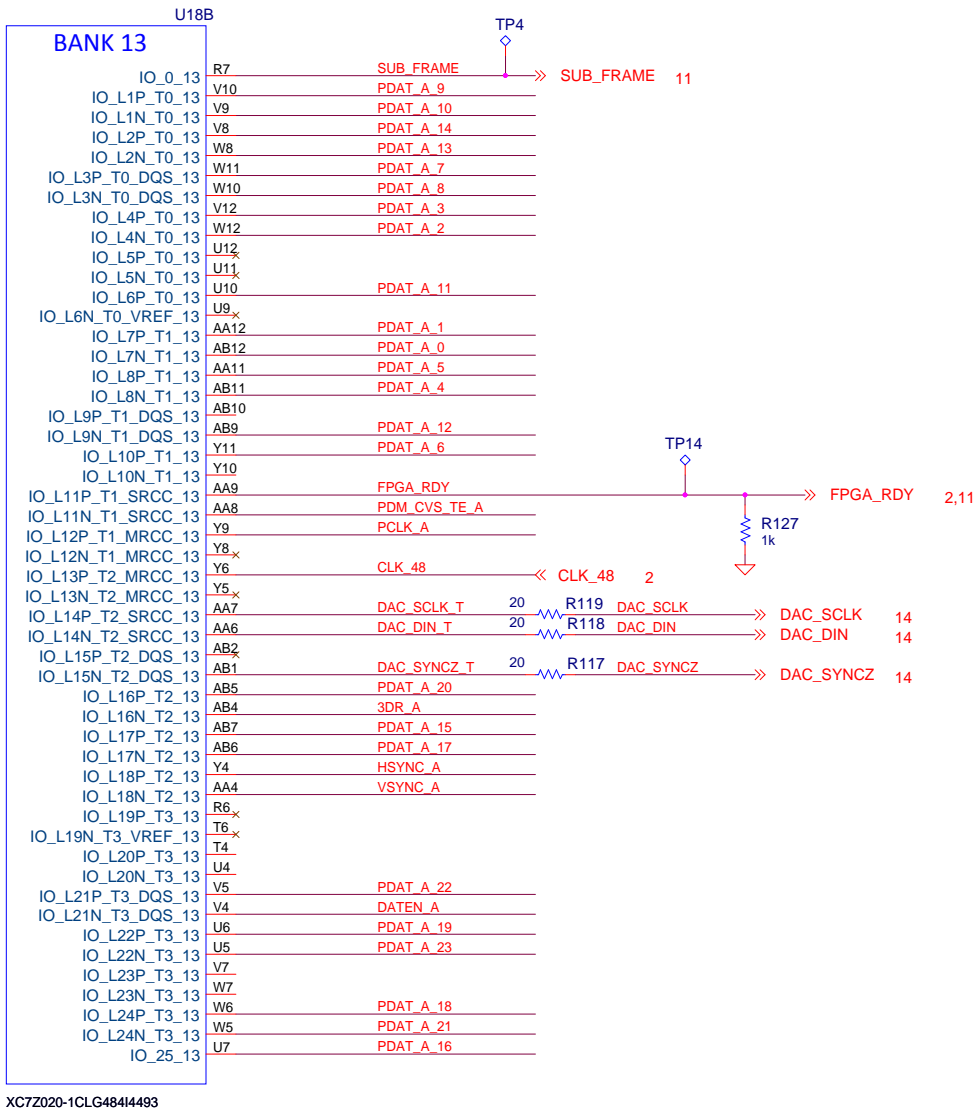 U18B
TP4
BANK 13
IO_0_13 R7 SUB_FRAME SUB_FRAME 11
IO_L1P_T0_13 V10 PDAT_A_9
IO_L1N_T0_13 V9 PDAT_A_10
IO_L2P_T0_13 V8 PDAT_A_14
IO_L2N_T0_13 W8 PDAT_A_13
IO_L3P_T0_DQS_13 W11 PDAT_A_7
IO_L3N_T0_DQS_13 W10 PDAT_A_8
IO_L4P_T0_13 V12 PDAT_A_3
IO_L4N_T0_13 W12 PDAT_A_2
IO_L5P_T0_13 U12
IO_L5N_T0_13 U11
IO_L6P_T0_13 U10 PDAT_A_11
IO_L6N_T0_VREF_13 U9
IO_L7P_T1_13 AA12 PDAT_A_1
IO_L7N_T1_13 AB12 PDAT_A_0
IO_L8P_T1_13 AA11 PDAT_A_5
IO_L8N_T1_13 AB11 PDAT_A_4
IO_L9P_T1_DQS_13 AB10
IO_L9N_T1_DQS_13 AB9 PDAT_A_12
IO_L10P_T1_13 Y11 PDAT_A_6
TP14
IO_L10N_T1_13 Y10
IO_L11P_T1_SRCC_13 AA9 FPGA_RDY FPGA_RDY 2,11
IO_L11N_T1_SRCC_13 AA8 PDM_CVS_TE_A
R127
1k
IO_L12P_T1_MRCC_13 Y9 PCLK_A
IO_L12N_T1_MRCC_13 Y8
IO_L13P_T2_MRCC_13 Y6 CLK_48 CLK_48 2
IO_L13N_T2_MRCC_13 Y5
IO_L14P_T2_SRCC_13 AA7 DAC_SCLK_T 20 R119 DAC_SCLK DAC_SCLK 14
IO_L14N_T2_SRCC_13 AA6 DAC_DIN_T 20 R118 DAC_DIN DAC_DIN 14
IO_L15P_T2_DQS_13 AB2
IO_L15N_T2_DQS_13 AB1 DAC_SYNCZ_T 20 R117 DAC_SYNCZ DAC_SYNCZ 14
IO_L16P_T2_13 AB5 PDAT_A_20
IO_L16N_T2_13 AB4 3DR_A
IO_L17P_T2_13 AB7 PDAT_A_15
IO_L17N_T2_13 AB6 PDAT_A_17
IO_L18P_T2_13 Y4 HSYNC_A
IO_L18N_T2_13 AA4 VSYNC_A
IO_L19P_T3_13 R6
IO_L19N_T3_VREF_13 T6
IO_L20P_T3_13 T4
IO_L20N_T3_13 U4
IO_L21P_T3_DQS_13 V5 PDAT_A_22
IO_L21N_T3_DQS_13 V4 DATEN_A
IO_L22P_T3_13 U6 PDAT_A_19
IO_L22N_T3_13 U5 PDAT_A_23
IO_L23P_T3_13 V7
IO_L23N_T3_13 W7
IO_L24P_T3_13 W6 PDAT_A_18
IO_L24N_T3_13 W5 PDAT_A_21
IO_25_13 U7 PDAT_A_16
XC7Z020-1CLG484I4493